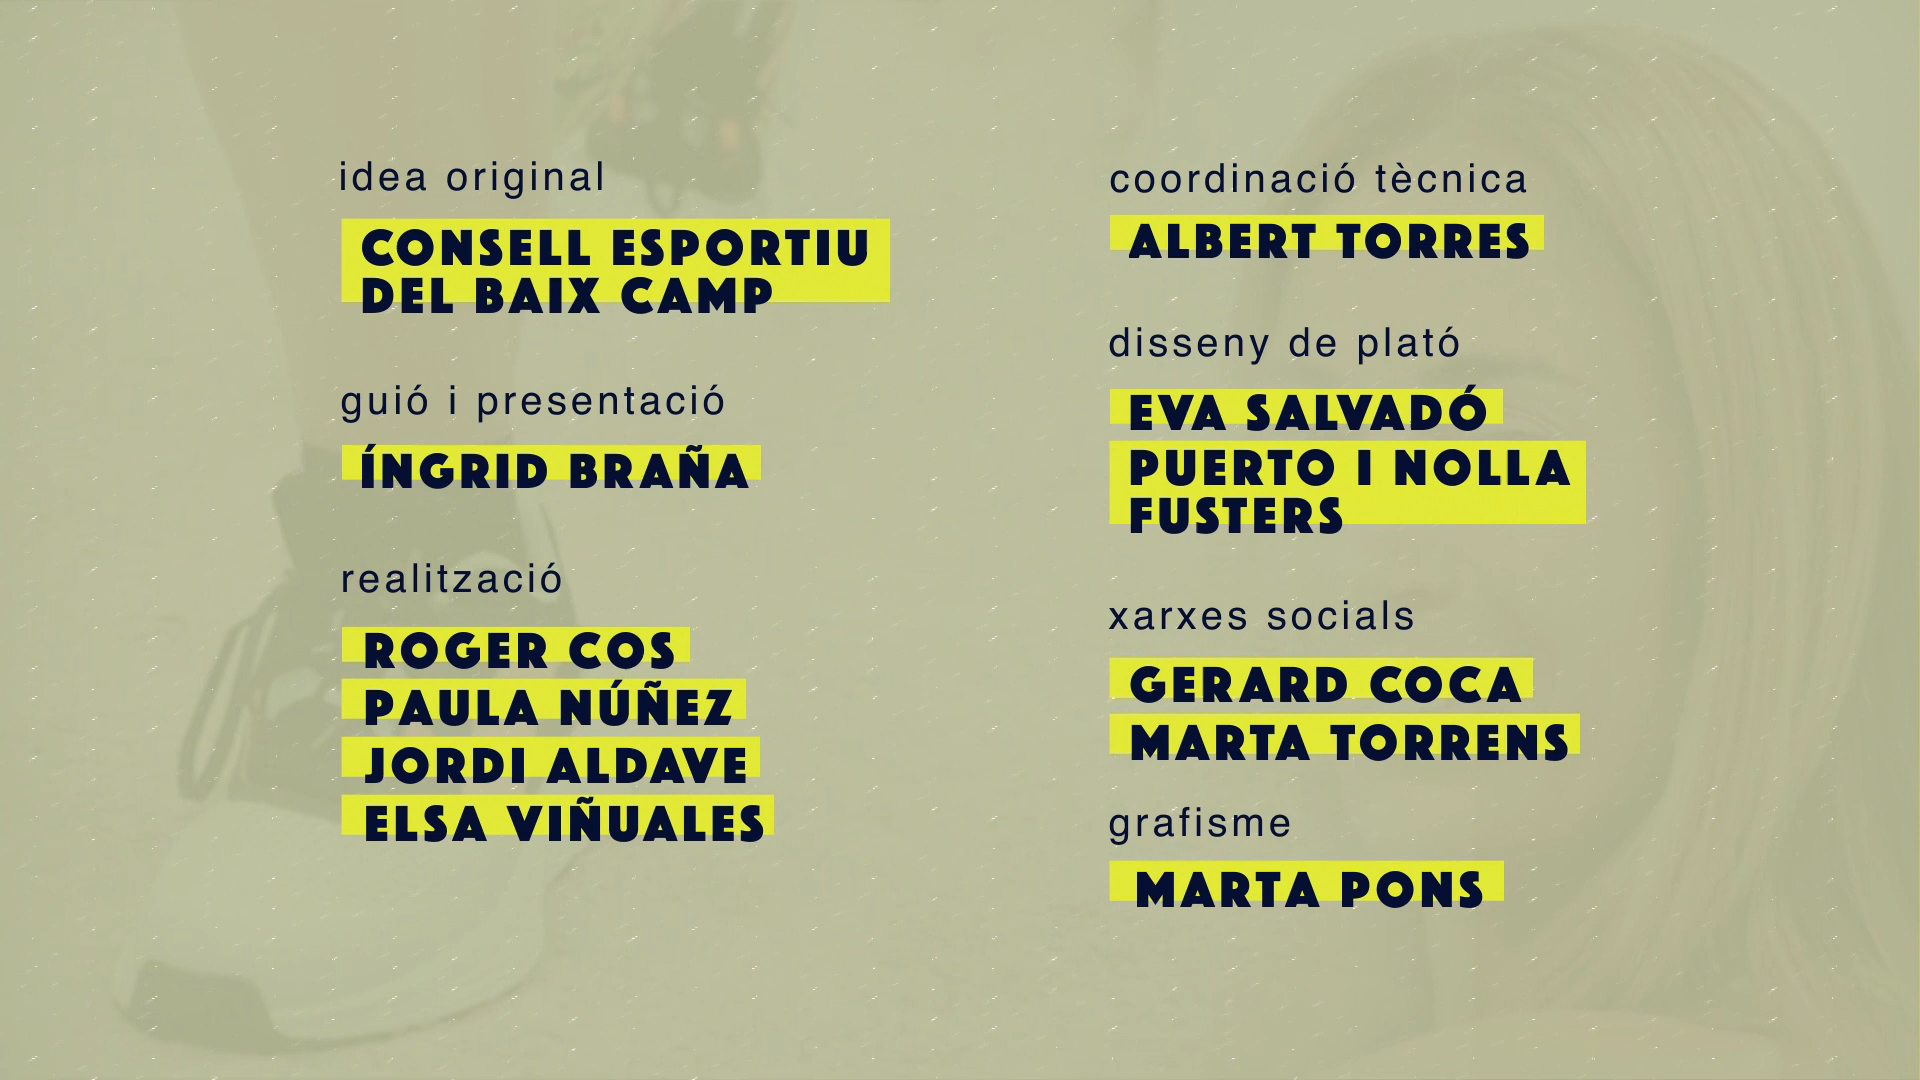 idea original
CONSELL ESPORTIU
DEL BAIX CAMP
guió i presentació
ÍNGRID BRAÑA
realització
ROGER COS
PAULA NÚÑEZ
JORDI ALDAVE
ELSA VIÑUALES
coordinació tècnica
ALBERT TORRES
disseny de plató
EVA SALVADÓ
PUERTO I NOLLA
FUSTERS
xarxes socials
GERARD COCA
MARTA TORRENS
grafisme
MARTA PONS